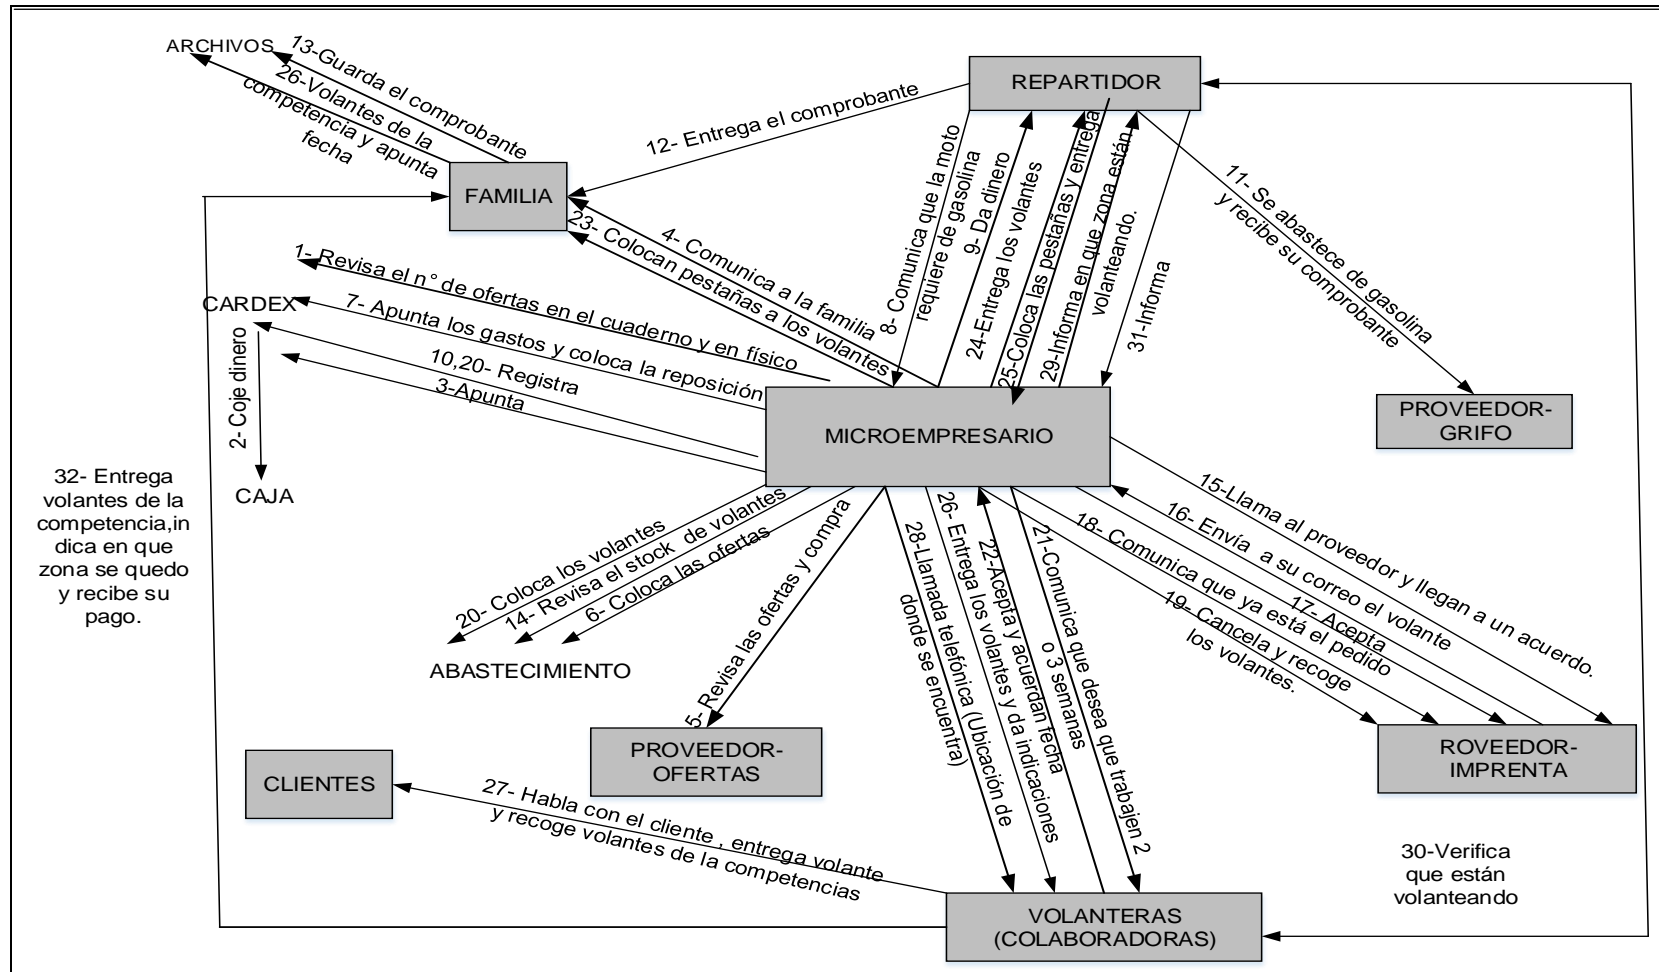 ARCHIVOS
13-Guarda el comprobante
26-Volantes de la
competencia y apunta
fecha
FAMILIA
12- Entrega el comprobante
REPARTIDOR
8- Comunica que la moto
requiere de gasolina
9- Da dinero
24-Entrega los volantes
25-Coloca las pestañas y entrega
29-Informa en que zona están
volanteando.
31-Informa
11- Se abastece de gasolina
y recibe su comprobante
PROVEEDOR-
GRIFO
4- Comunica a la familia
23- Colocan pestañas a los volantes
1- Revisa el n° de ofertas en el cuaderno y en físico
CARDEX
7- Apunta los gastos y coloca la reposición
10,20- Registra
3-Apunta
2- Coje dinero
CAJA
MICROEMPRESARIO
32- Entrega
volantes de la
competencia,in
dica en que
zona se quedo
y recibe su
pago.
20- Coloca los volantes
14- Revisa el stock de volantes
6- Coloca las ofertas
ABASTECIMIENTO
5- Revisa las ofertas y compra
PROVEEDOR-
OFERTAS
28-Llamada telefónica (Ubicación de
donde se encuentra)
26- Entrega los volantes y da indicaciones
22-Acepta y acuerdan fecha
21-Comunica que desea que trabajen 2
o 3 semanas
15-Llama al proveedor y llegan a un acuerdo.
16- Envía a su correo el volante
17- Acepta
18- Comunica que ya está el pedido
19- Cancela y recoge
los volantes.
ROVEEDOR-
IMPRENTA
CLIENTES
27- Habla con el cliente , entrega volante
y recoge volantes de la competencias
VOLANTERAS
(COLABORADORAS)
30-Verifica
que están
volanteando